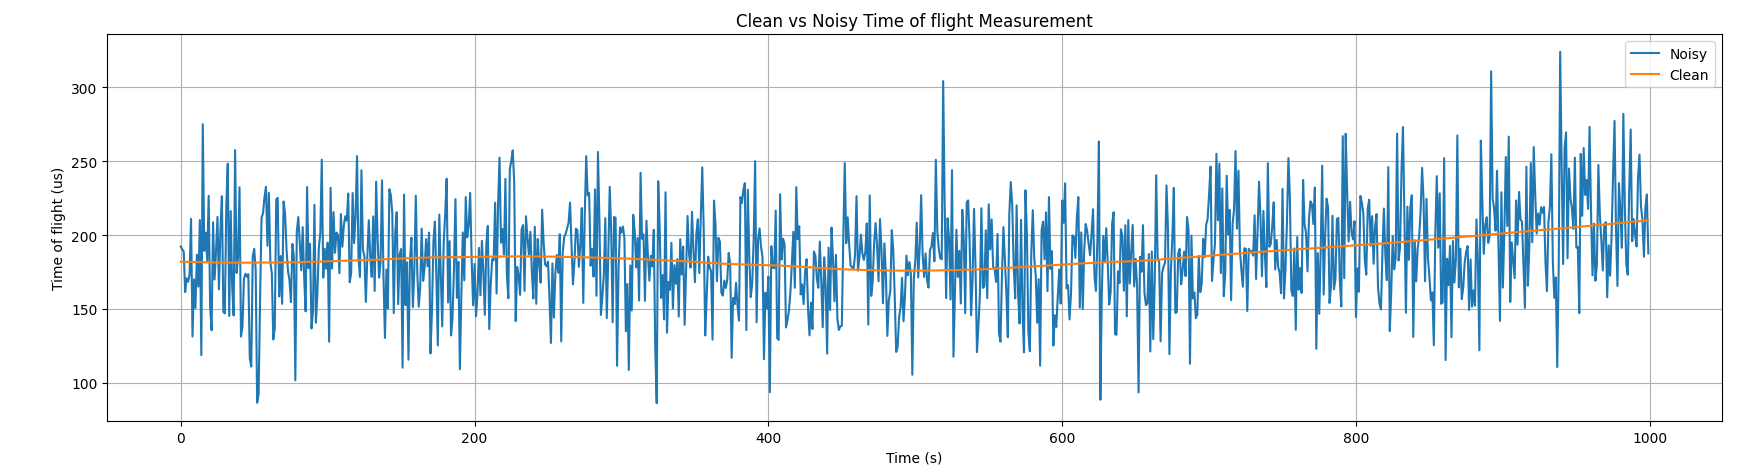 Clean vs Noisy Time of flight Measurement
Noisy
Clean
Time of flight (us)
300
250
200
150
100
0
200
400
600
800
1000
Time (s)